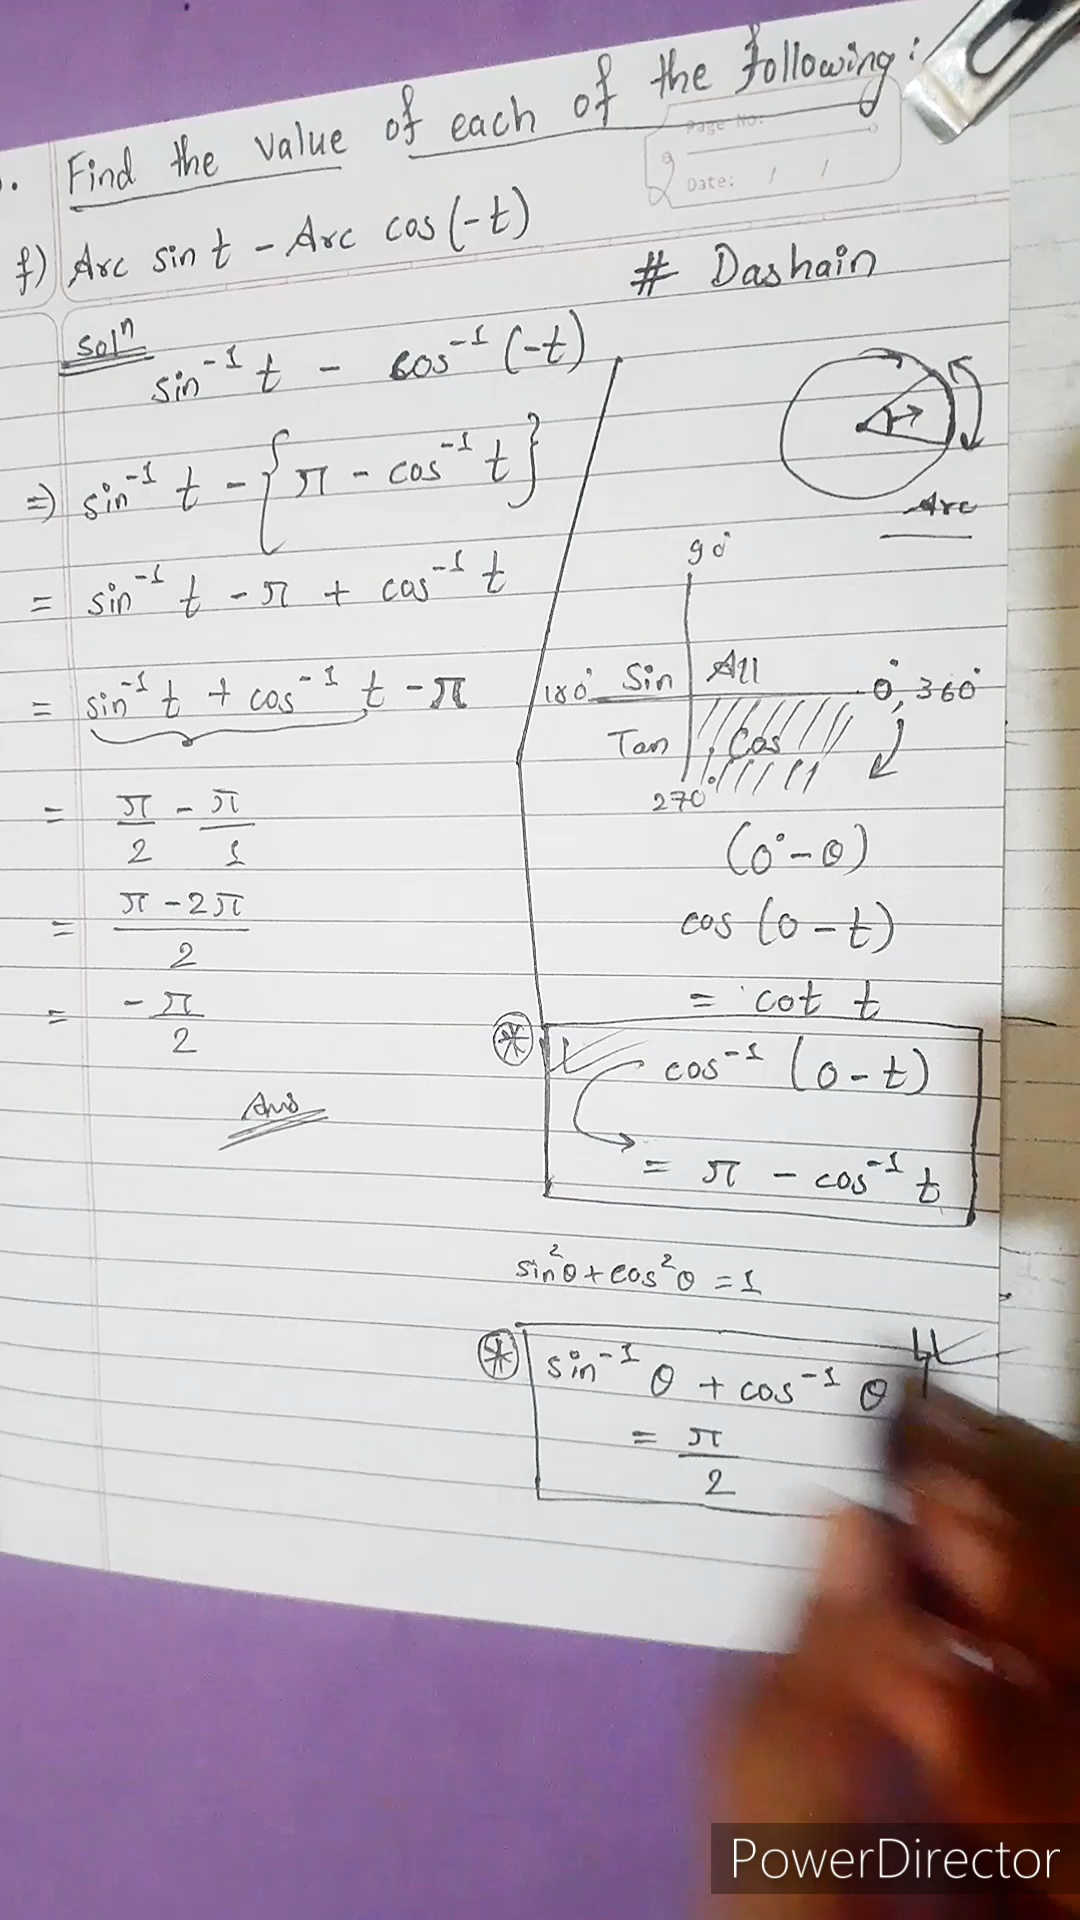 Find the value of each of the following:
Page No:
Date: / /
f) Arc sin t - Arc cos (-t)
# Dashain
Solⁿ
sin⁻¹ t - cos⁻¹ (-t)
=) sin⁻¹ t - { π - cos⁻¹ t }
= sin⁻¹ t - π + cos⁻¹ t
= sin⁻¹ t + cos⁻¹ t - π
= π/2 - π/1
= (π - 2π)/2
= -π/2
Ans
Arc
90°
180° Sin All 0°, 360°
Tan Cos
270°
(0° - θ)
cos (0 - t)
= cot t
* cos⁻¹ (0 - t)
= π - cos⁻¹ t
sin²θ + cos²θ = 1
* sin⁻¹ θ + cos⁻¹ θ
= π/2
PowerDirector